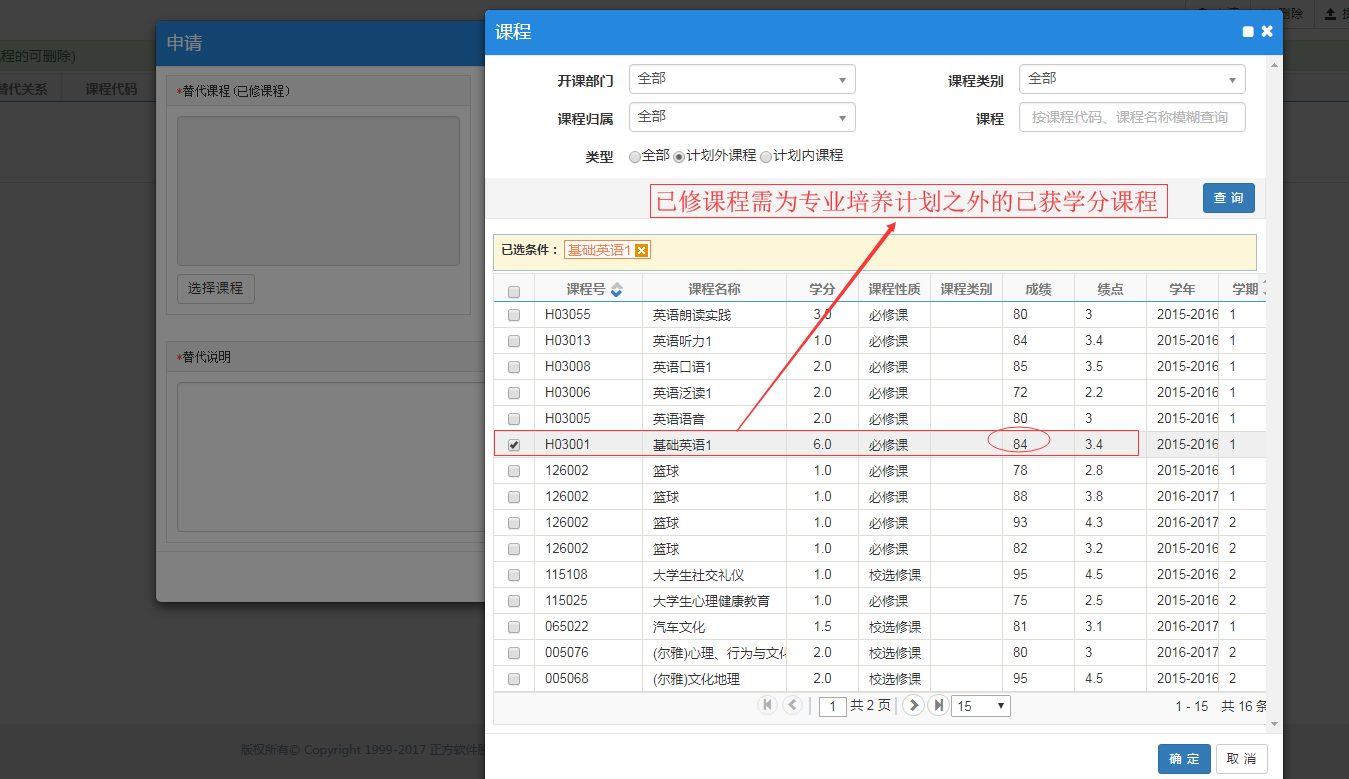 删除
程的可删除)
替代关系 课程代码
申请
*替代课程(已修课程)
选择课程
*替代说明
版权所有© Copyright 1999-2017 正方软件
课程
开课部门 全部 课程类别 全部
课程归属 全部 课程 按课程代码、课程名称模糊查询
类型 全部 计划外课程 计划内课程
已修课程需为专业培养计划之外的已获学分课程
查 询
已选条件： 基础英语1
课程号 课程名称 学分 课程性质 课程类别 成绩 绩点 学年 学期
H03055 英语朗读实践 3.0 必修课 80 3 2015-2016 1
H03013 英语听力1 1.0 必修课 84 3.4 2015-2016 1
H03008 英语口语1 2.0 必修课 85 3.5 2015-2016 1
H03006 英语泛读1 2.0 必修课 72 2.2 2015-2016 1
H03005 英语语音 2.0 必修课 80 3 2015-2016 1
H03001 基础英语1 6.0 必修课 84 3.4 2015-2016 1
126002 篮球 1.0 必修课 78 2.8 2015-2016 1
126002 篮球 1.0 必修课 88 3.8 2016-2017 1
126002 篮球 1.0 必修课 93 4.3 2016-2017 2
126002 篮球 1.0 必修课 82 3.2 2015-2016 2
115108 大学生社交礼仪 1.0 校选修课 95 4.5 2015-2016 2
115025 大学生心理健康教育 1.0 必修课 75 2.5 2015-2016 2
065022 汽车文化 1.5 校选修课 81 3.1 2016-2017 1
005076 (尔雅)心理、行为与文化 2.0 校选修课 80 3 2016-2017 2
005068 (尔雅)文化地理 2.0 校选修课 95 4.5 2015-2016 2
1 共 2 页 15 1 - 15 共 16 条
确 定 取 消